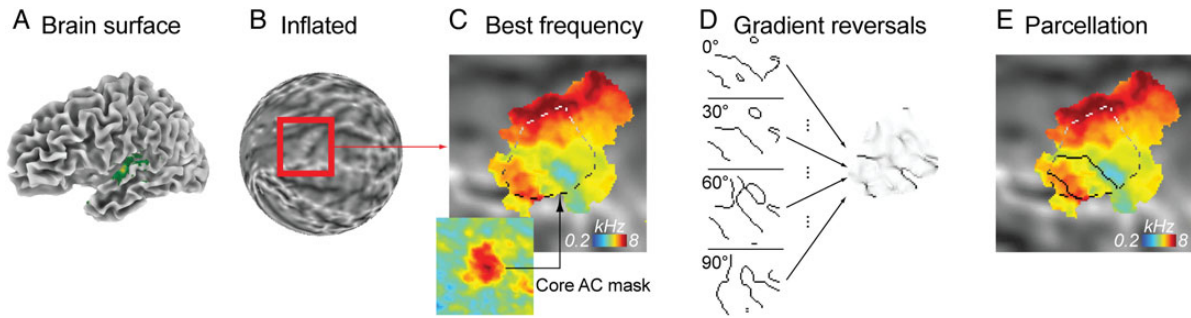 A Brain surface
B Inflated
C Best frequency
D Gradient reversals
E Parcellation
kHz
0.2 8
Core AC mask
0°
30°
60°
90°
kHz
0.2 8